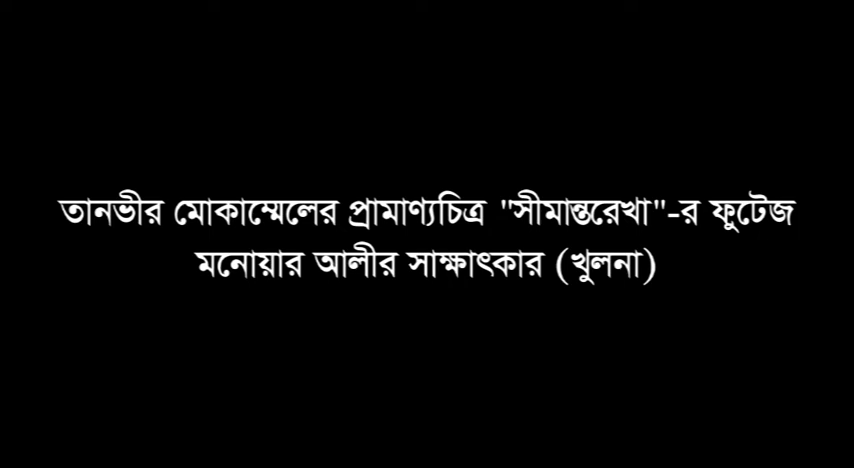 তানভীর মোকাম্মেলের প্রামাণ্যচিত্র "সীমান্তরেখা"-র ফুটেজ
মনোয়ার আলীর সাক্ষাৎকার (খুলনা)